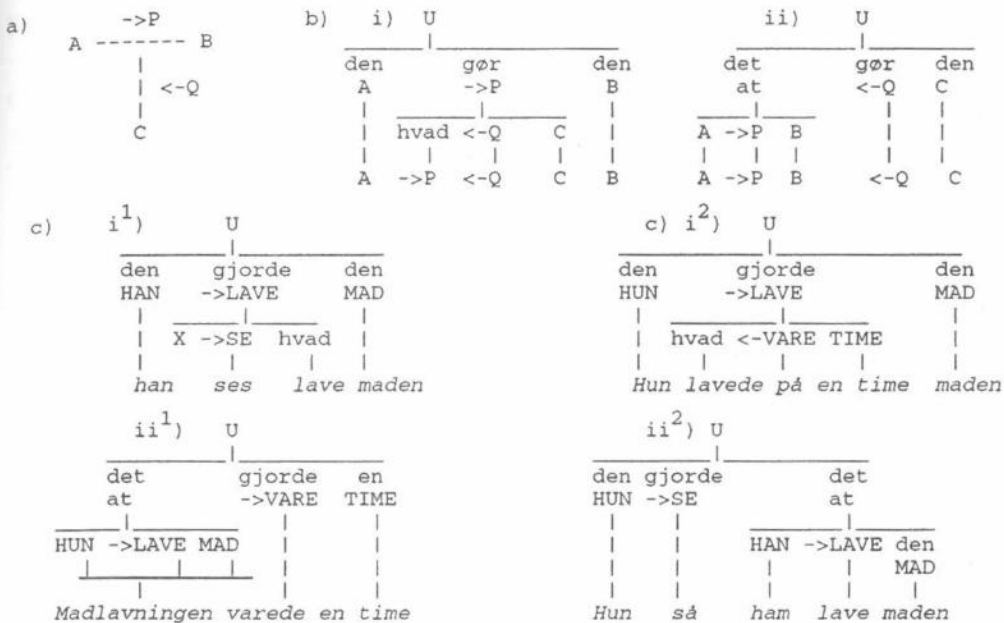 a) ->P b) i) U ii) U
A ------- B
den gør den det gør den
<-Q A ->P B at <-Q C
C hvad <-Q C A ->P B
A ->P <-Q C B A ->P B <-Q C
c) i1) U c) i2) U
den gjorde den den gjorde den
HAN ->LAVE MAD HUN ->LAVE MAD
X ->SE hvad hvad <-VARE TIME
han ses lave maden Hun lavede på en time maden
ii1) U ii2) U
det gjorde en den gjorde det
at ->VARE TIME HUN ->SE at
HUN ->LAVE MAD HAN ->LAVE den
MAD
Madlavningen varede en time Hun så ham lave maden